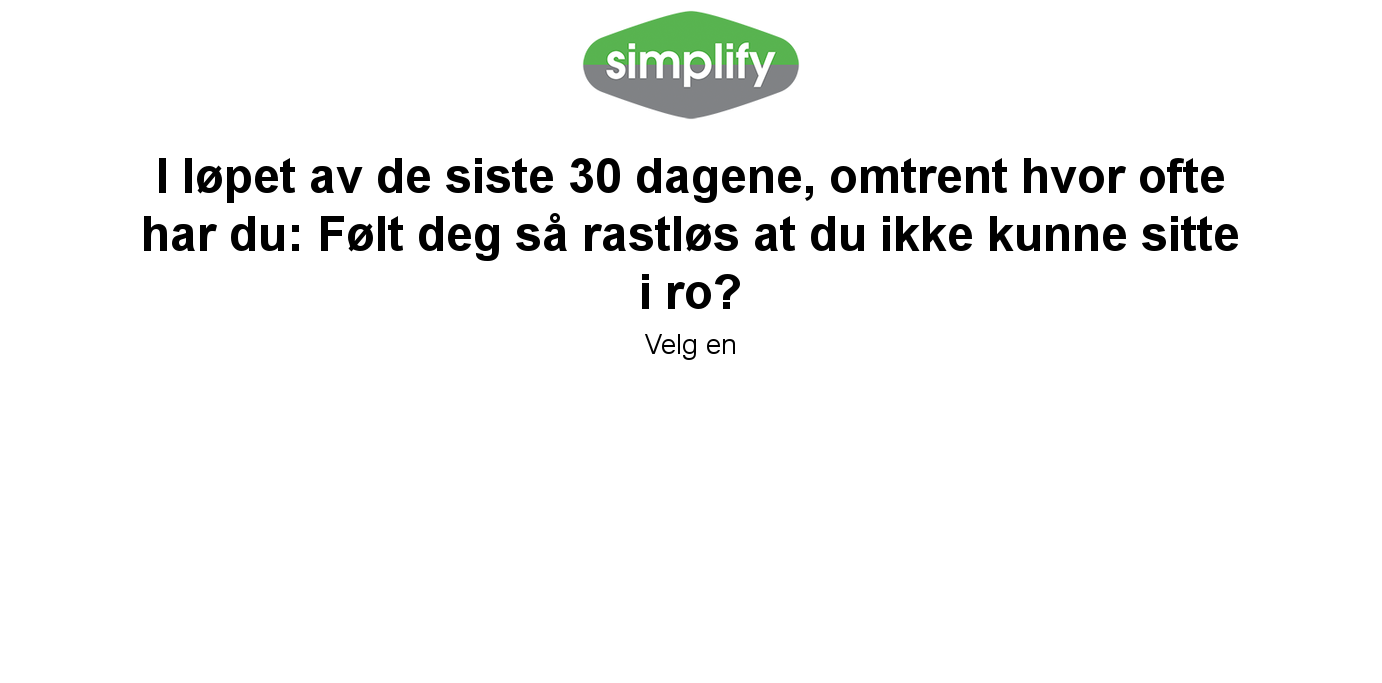 simplify
I løpet av de siste 30 dagene, omtrent hvor ofte
har du: Følt deg så rastløs at du ikke kunne sitte
i ro?
Velg en